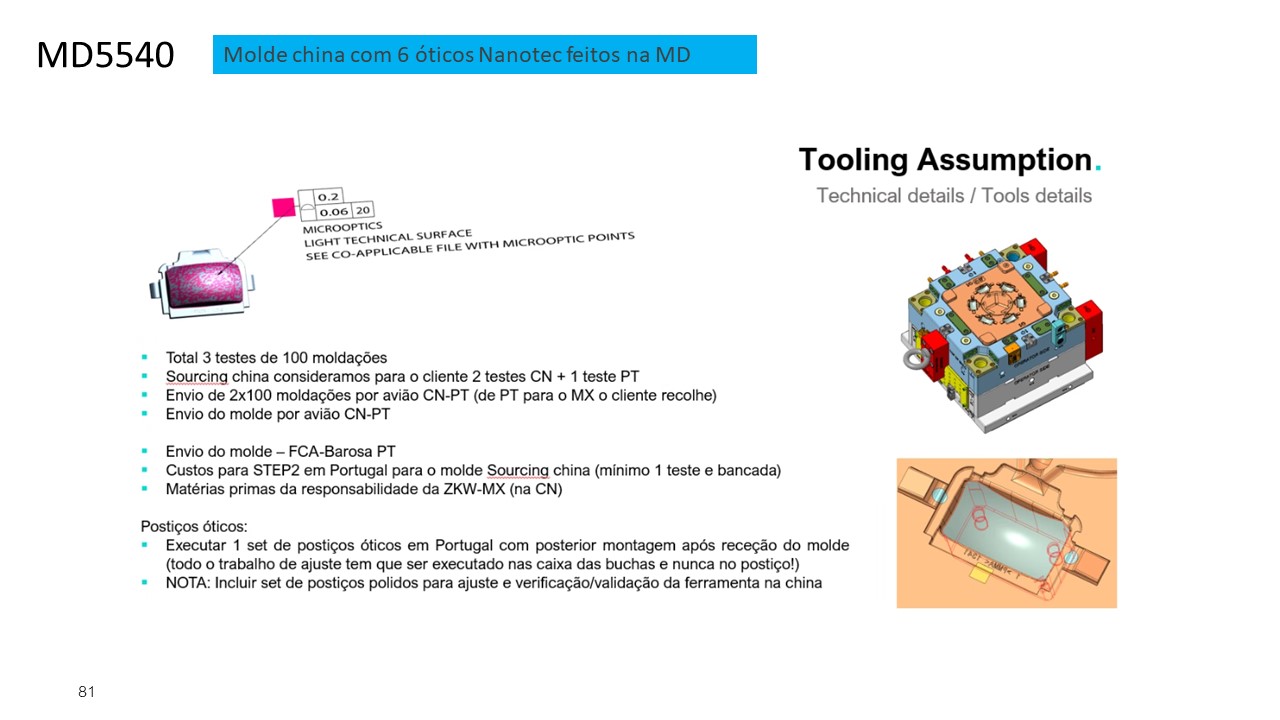 MD5540
Molde china com 6 óticos Nanotec feitos na MD
Tooling Assumption.
Technical details / Tools details
0.2
0.06 20
MICROOPTICS
LIGHT TECHNICAL SURFACE
SEE CO-APPLICABLE FILE WITH MICROOPTIC POINTS
Total 3 testes de 100 moldações
Sourcing china consideramos para o cliente 2 testes CN + 1 teste PT
Envio de 2x100 moldações por avião CN-PT (de PT para o MX o cliente recolhe)
Envio do molde por avião CN-PT
Envio do molde – FCA-Barosa PT
Custos para STEP2 em Portugal para o molde Sourcing china (mínimo 1 teste e bancada)
Matérias primas da responsabilidade da ZKW-MX (na CN)
Postiços óticos:
Executar 1 set de postiços óticos em Portugal com posterior montagem após receção do molde
(todo o trabalho de ajuste tem que ser executado nas caixa das buchas e nunca no postiço!)
NOTA: Incluir set de postiços polidos para ajuste e verificação/validação da ferramenta na china
OPERATOR SIDE
OPERATOR SIDE
81